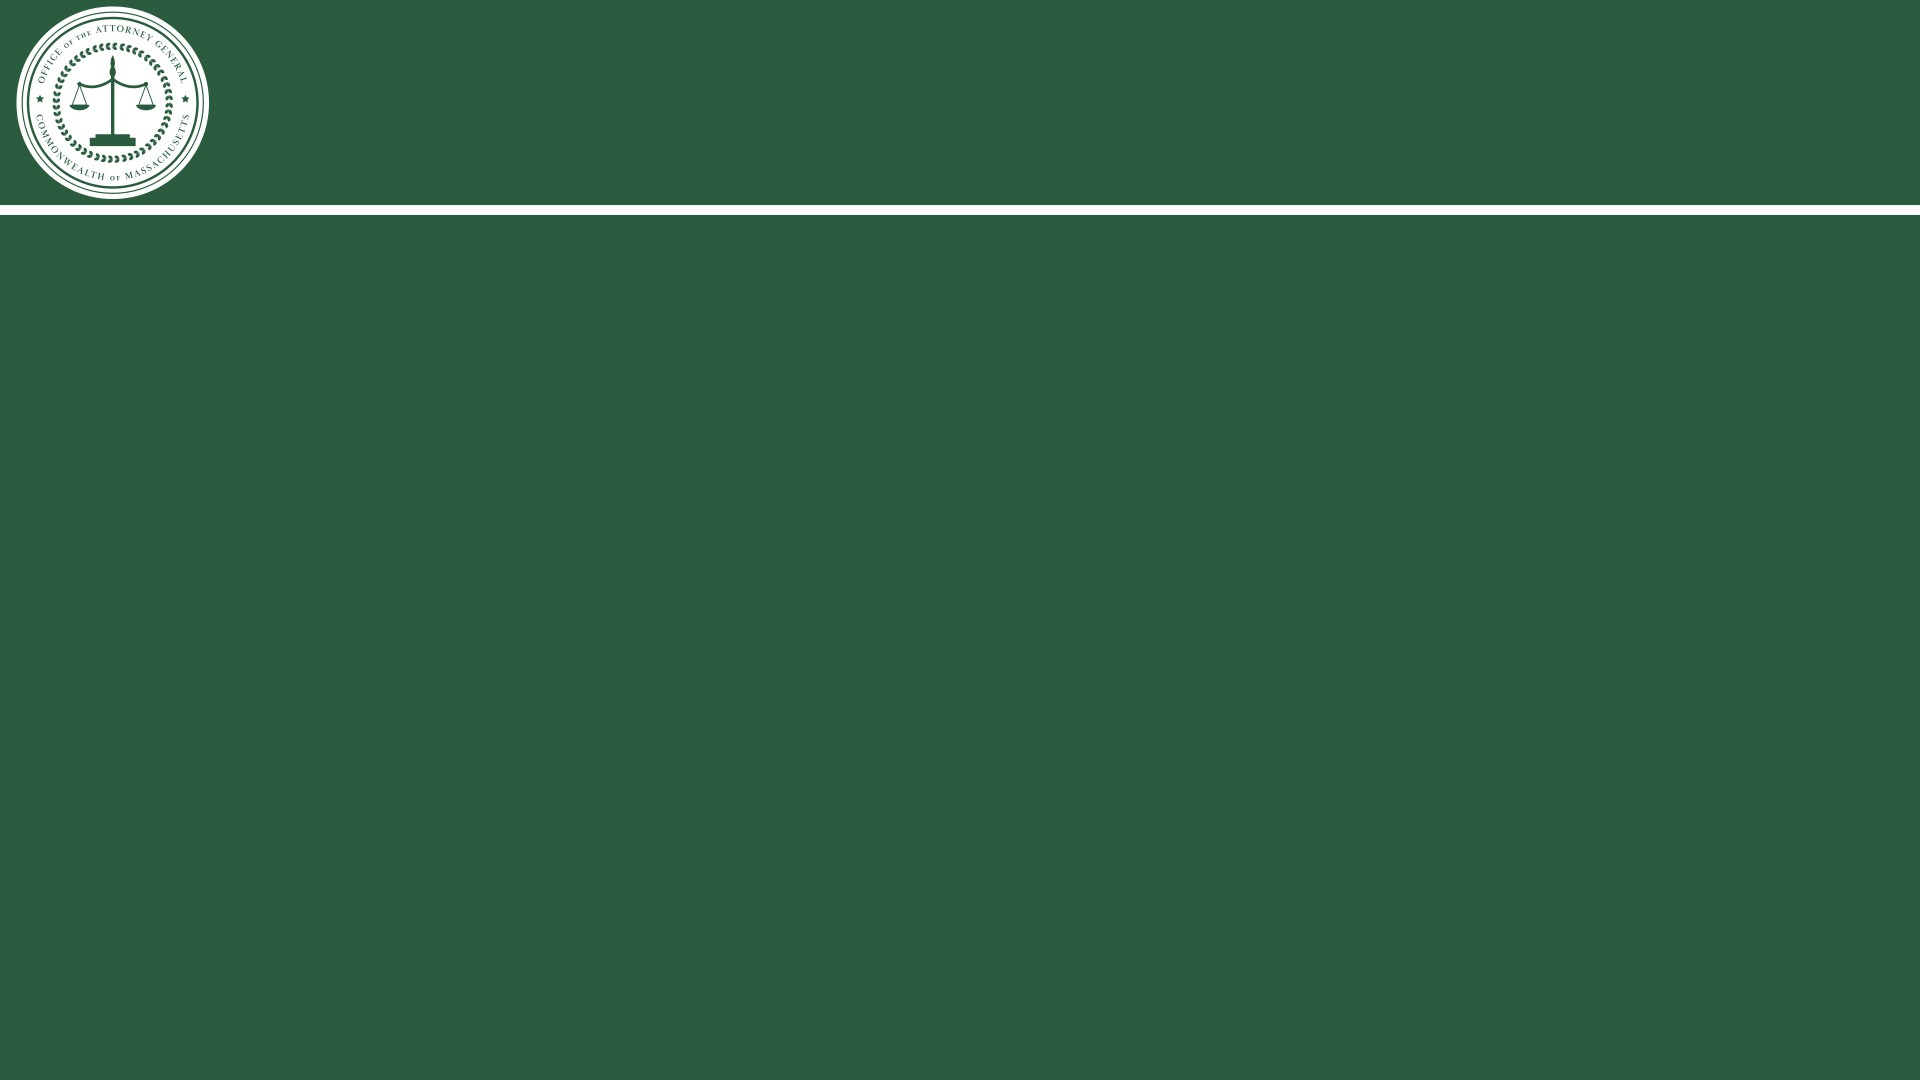 OFFICE OF THE ATTORNEY GENERAL
COMMONWEALTH OF MASSACHUSETTS